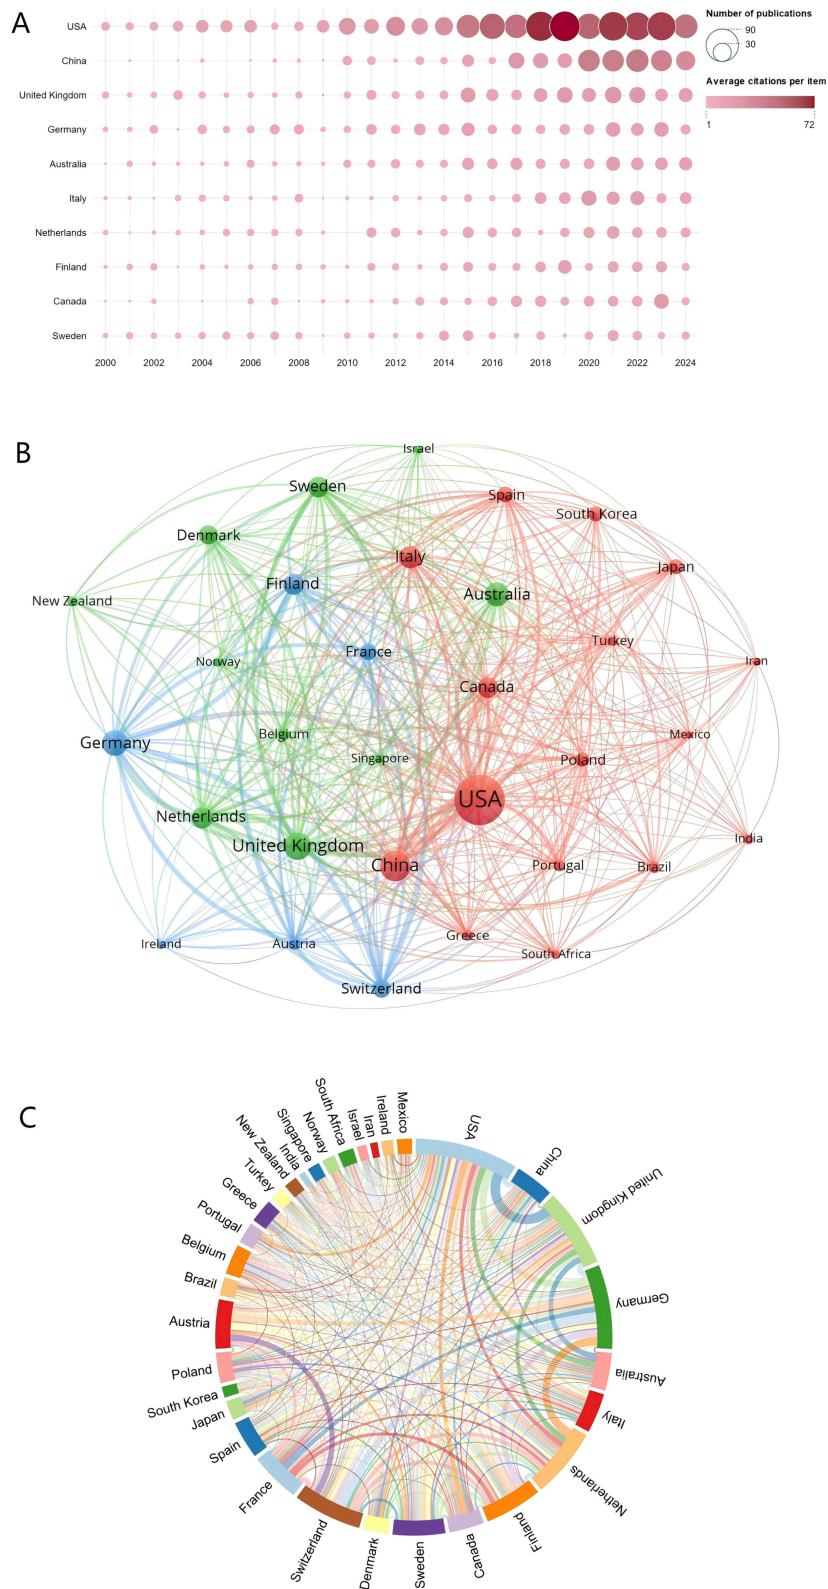 A
USA
China
United Kingdom
Germany
Australia
Italy
Netherlands
Finland
Canada
Sweden
2000 2002 2004 2006 2008 2010 2012 2014 2016 2018 2020 2022 2024
Number of publications
90
30
Average citations per item
1 72
B
Israel
Sweden
Spain
South Korea
Denmark
Italy
Japan
Finland
Australia
New Zealand
Turkey
France
Norway
Iran
Canada
Belgium
Mexico
Germany
Singapore
Poland
USA
Netherlands
India
United Kingdom
China
Portugal
Brazil
Greece
Ireland
Austria
South Africa
Switzerland
C
USA
China
United Kingdom
Germany
Australia
Italy
Netherlands
Finland
Canada
Sweden
Denmark
Switzerland
France
Spain
Japan
South Korea
Poland
Austria
Brazil
Belgium
Portugal
Greece
Turkey
New Zealand
India
Singapore
Norway
South Africa
Israel
Iran
Ireland
Mexico